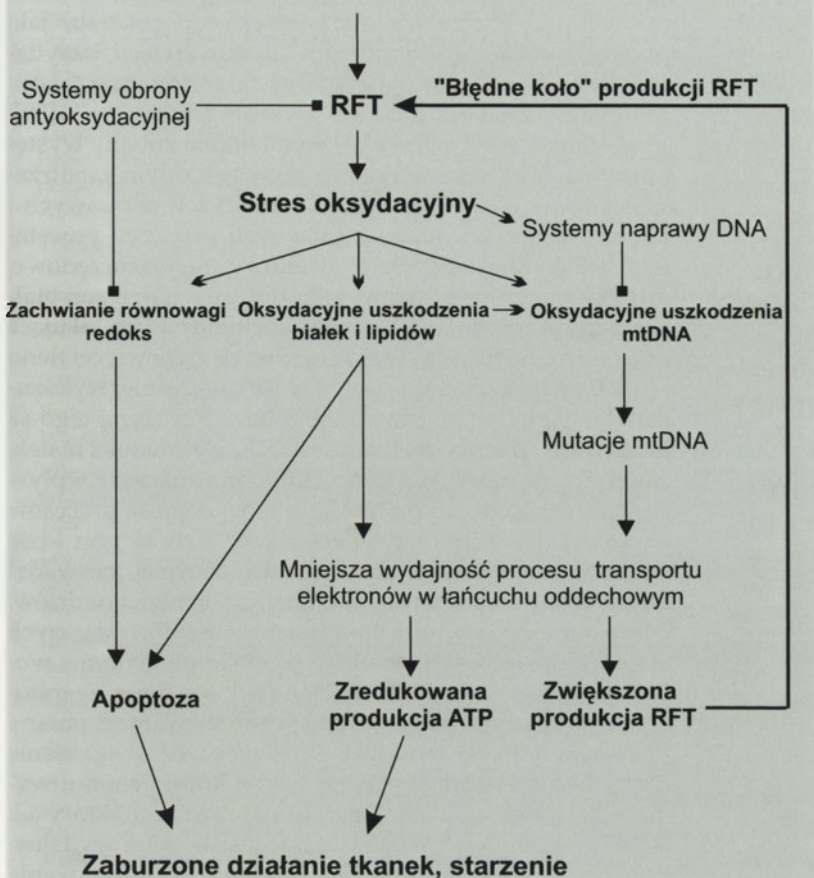 "Błędne koło" produkcji RFT
Systemy obrony
antyoksydacyjnej
RFT
Stres oksydacyjny
Systemy naprawy DNA
Zachwianie równowagi
redoks
Oksydacyjne uszkodzenia
białek i lipidów
Oksydacyjne uszkodzenia
mtDNA
Mutacje mtDNA
Mniejsza wydajność procesu transportu
elektronów w łańcuchu oddechowym
Apoptoza
Zredukowana
produkcja ATP
Zwiększona
produkcja RFT
Zaburzone działanie tkanek, starzenie